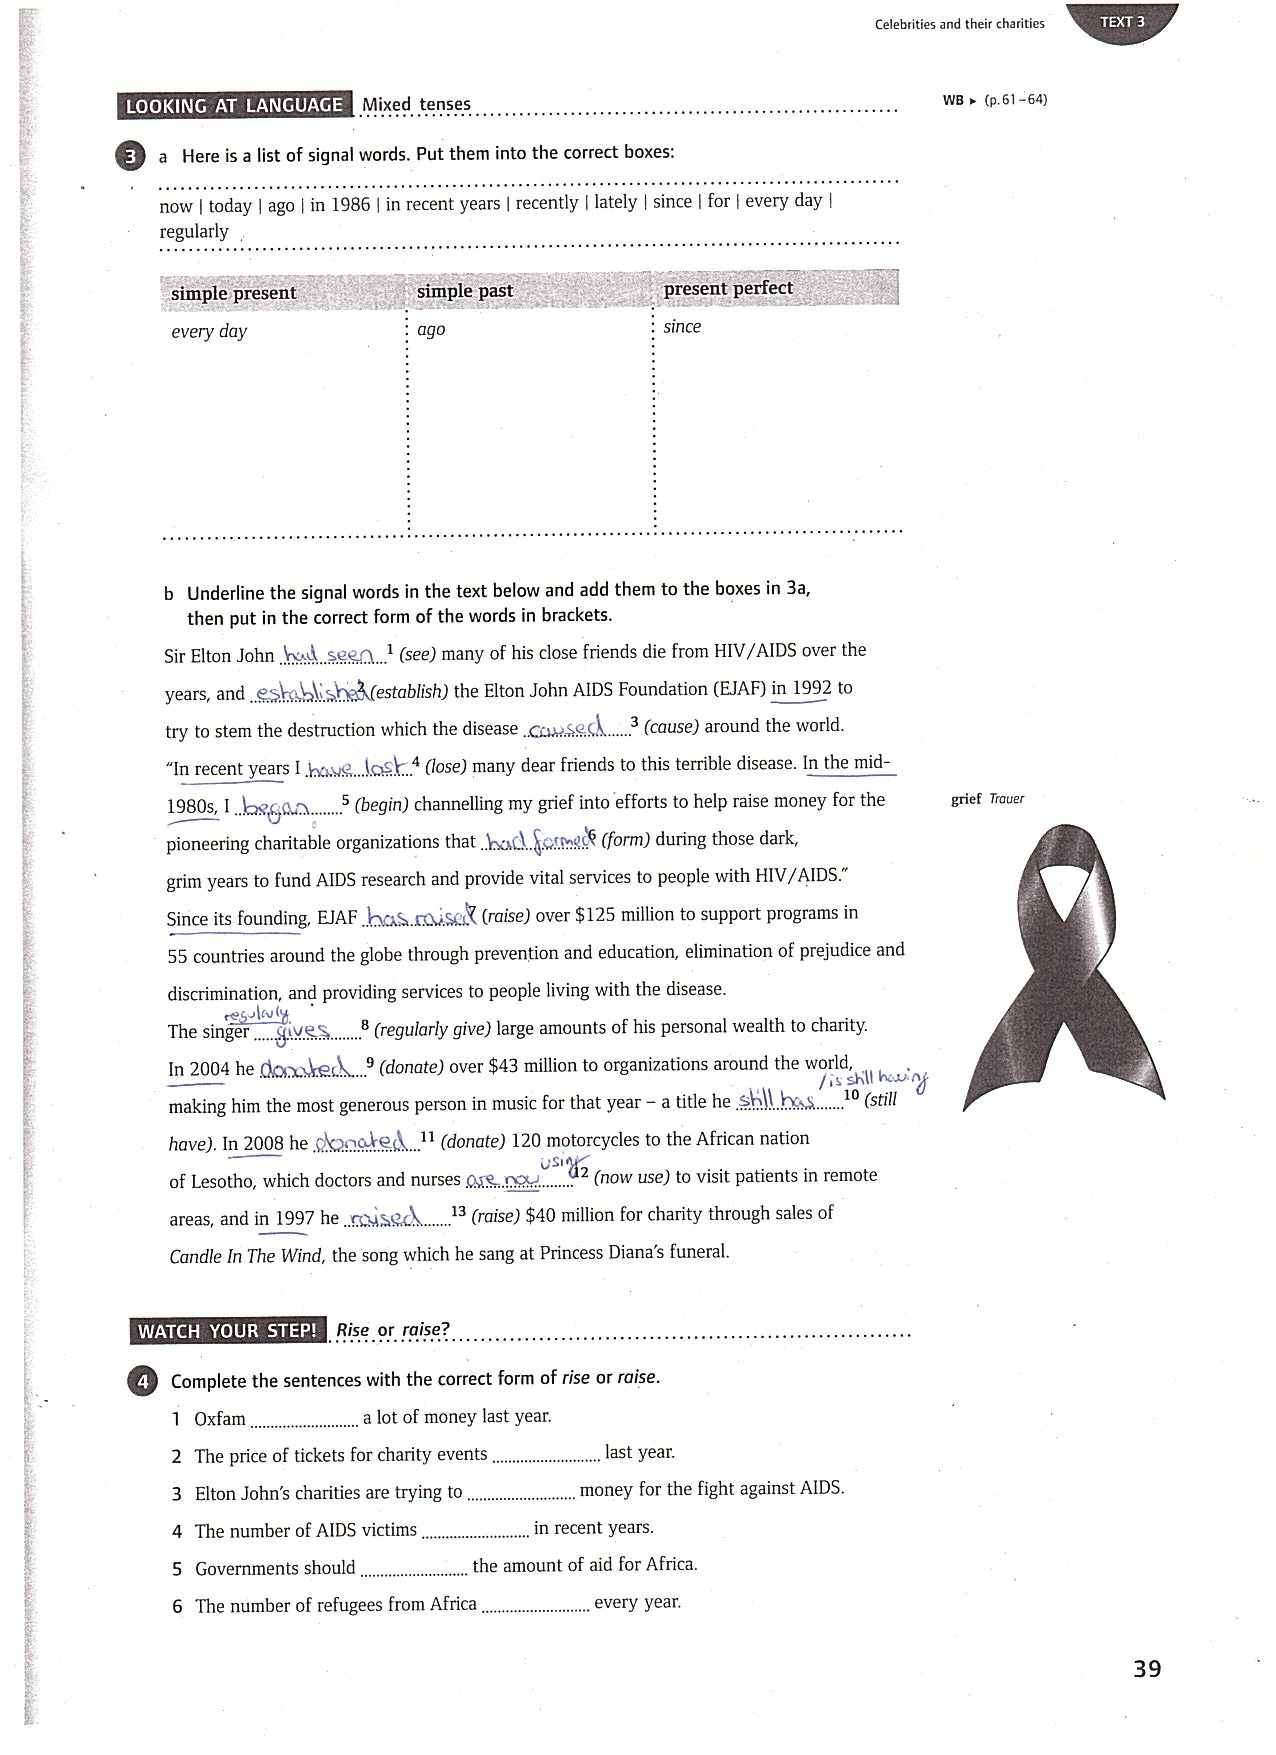 Celebrities and their charities TEXT 3
LOOKING AT LANGUAGE Mixed tenses
WB ▸ (p.61–64)
3 a Here is a list of signal words. Put them into the correct boxes:
now | today | ago | in 1986 | in recent years | recently | lately | since | for | every day |
regularly
simple present simple past present perfect
every day ago since
b Underline the signal words in the text below and add them to the boxes in 3a,
then put in the correct form of the words in brackets.
Sir Elton John had seen 1 (see) many of his close friends die from HIV/AIDS over the
years, and established 2 (establish) the Elton John AIDS Foundation (EJAF) in 1992 to
try to stem the destruction which the disease caused 3 (cause) around the world.
“In recent years I have lost 4 (lose) many dear friends to this terrible disease. In the mid-
1980s, I began 5 (begin) channelling my grief into efforts to help raise money for the
grief Trauer
pioneering charitable organizations that had formed 6 (form) during those dark,
grim years to fund AIDS research and provide vital services to people with HIV/AIDS.”
Since its founding, EJAF has raised 7 (raise) over $125 million to support programs in
55 countries around the globe through prevention and education, elimination of prejudice and
discrimination, and providing services to people living with the disease.
regularly
The singer gives 8 (regularly give) large amounts of his personal wealth to charity.
In 2004 he donated 9 (donate) over $43 million to organizations around the world,
/ is still having
making him the most generous person in music for that year – a title he still has 10 (still
have). In 2008 he donated 11 (donate) 120 motorcycles to the African nation
using
of Lesotho, which doctors and nurses are now 12 (now use) to visit patients in remote
areas, and in 1997 he raised 13 (raise) $40 million for charity through sales of
Candle In The Wind, the song which he sang at Princess Diana’s funeral.
WATCH YOUR STEP! Rise or raise?
4 Complete the sentences with the correct form of rise or raise.
1 Oxfam ........................... a lot of money last year.
2 The price of tickets for charity events ........................... last year.
3 Elton John’s charities are trying to ........................... money for the fight against AIDS.
4 The number of AIDS victims ........................... in recent years.
5 Governments should ........................... the amount of aid for Africa.
6 The number of refugees from Africa ........................... every year.
39